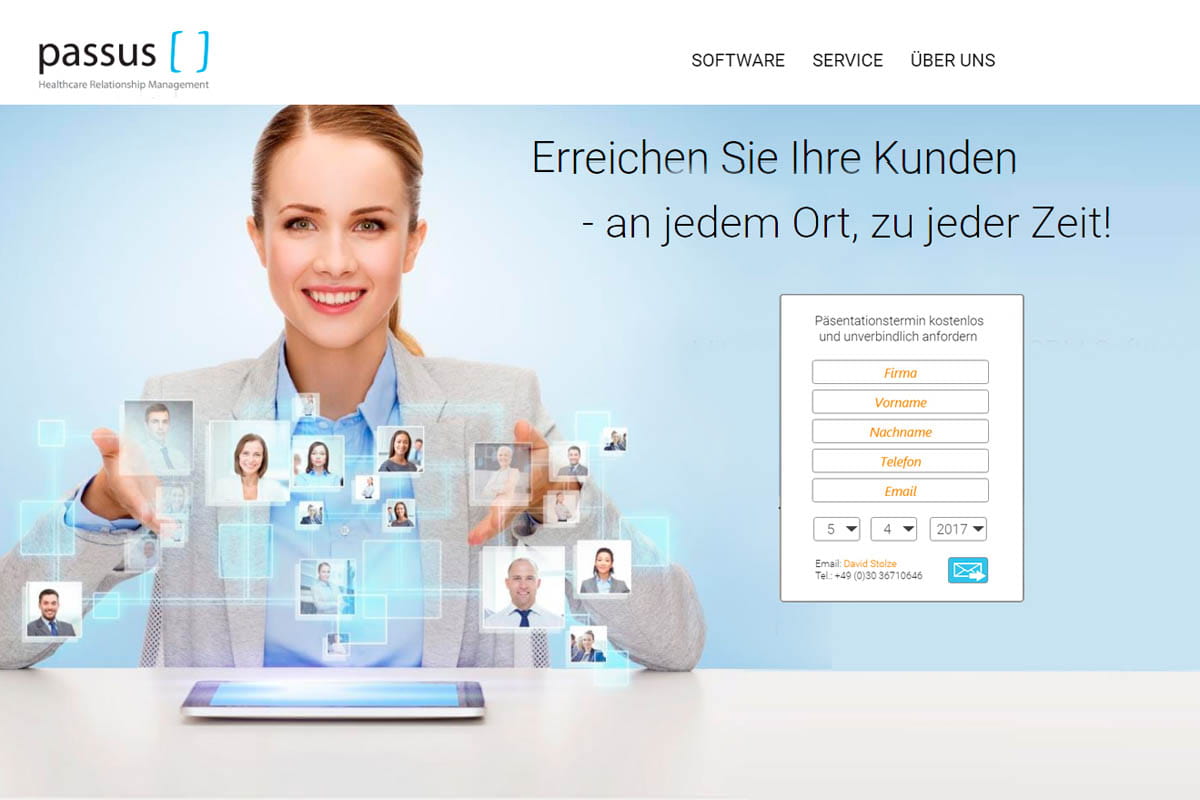 passus [ ]
Healthcare Relationship Management
SOFTWARE SERVICE ÜBER UNS
Erreichen Sie Ihre Kunden
- an jedem Ort, zu jeder Zeit!
Päsentationstermin kostenlos
und unverbindlich anfordern
Firma
Vorname
Nachname
Telefon
Email
5 4 2017
Email: David Stolze
Tel.: +49 (0)30 36710646